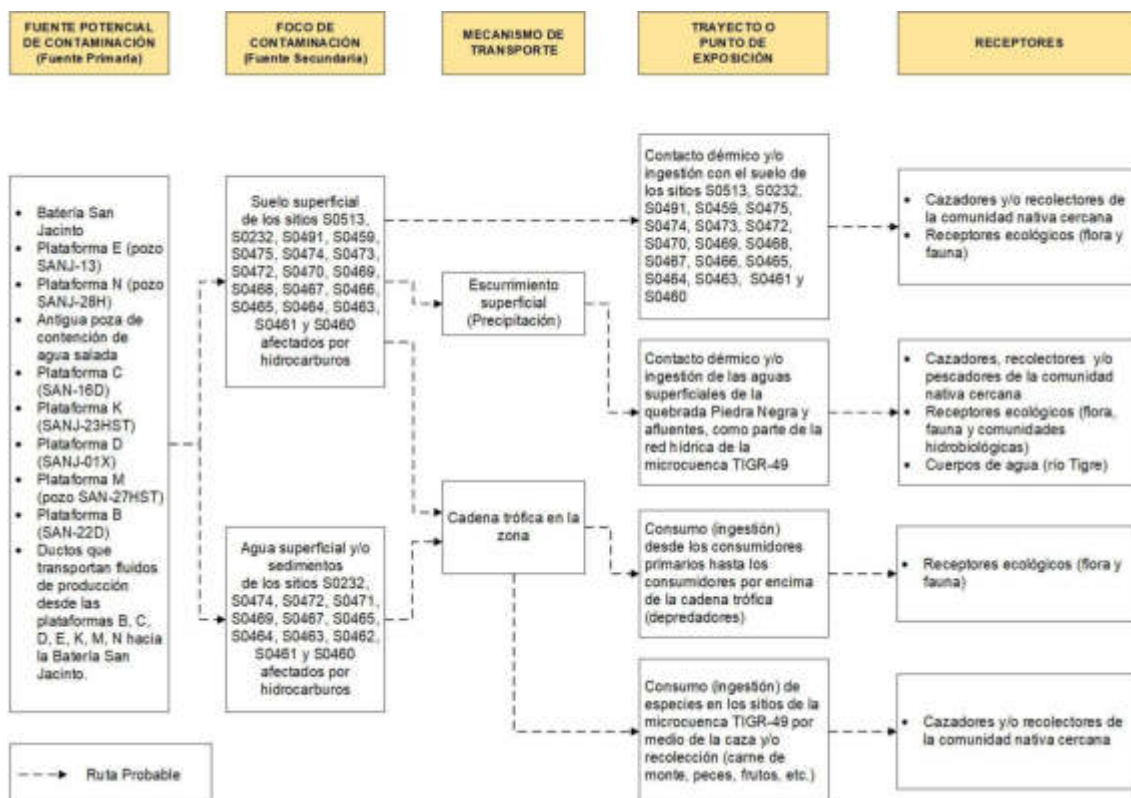 FUENTE POTENCIAL
DE CONTAMINACIÓN
(Fuente Primaria)
FOCO DE
CONTAMINACIÓN
(Fuente Secundaria)
MECANISMO DE
TRANSPORTE
TRAYECTO O
PUNTO DE
EXPOSICIÓN
RECEPTORES
• Batería San
Jacinto
• Plataforma E (pozo
SANJ-13)
• Plataforma N (pozo
SANJ-28H)
• Antigua poza de
contención de
agua salada
• Plataforma C
(SAN-16D)
• Plataforma K
(SANJ-23HST)
• Plataforma D
(SANJ-01X)
• Plataforma M
(pozo SAN-27HST)
• Plataforma B
(SAN-22D)
• Ductos que
transportan fluidos
de producción
desde las
plataformas B, C,
D, E, K, M, N hacia
la Batería San
Jacinto.
Suelo superficial
de los sitios S0513,
S0232, S0491, S0459,
S0475, S0474, S0473,
S0472, S0470, S0469,
S0468, S0467, S0466,
S0465, S0464, S0463,
S0461 y S0460
afectados por
hidrocarburos
Agua superficial y/o
sedimentos
de los sitios S0232,
S0474, S0472, S0471,
S0469, S0467, S0465,
S0464, S0463, S0462,
S0461 y S0460
afectados por
hidrocarburos
Escurrimiento
superficial
(Precipitación)
Cadena trófica en la
zona
Contacto dérmico y/o
ingestión con el suelo de
los sitios S0513, S0232,
S0491, S0459, S0475,
S0474, S0473, S0472,
S0470, S0469, S0468,
S0467, S0466, S0465,
S0464, S0463, S0461 y
S0460
Contacto dérmico y/o
ingestión de las aguas
superficiales de la
quebrada Piedra Negra y
afluentes, como parte de la
red hídrica de la
microcuenca TIGR-49
Consumo (ingestión)
desde los consumidores
primarios hasta los
consumidores por encima
de la cadena trófica
(depredadores)
Consumo (ingestión) de
especies en los sitios de la
microcuenca TIGR-49 por
medio de la caza y/o
recolección (carne de
monte, peces, frutos, etc.)
• Cazadores y/o recolectores de
la comunidad nativa cercana
• Receptores ecológicos (flora y
fauna)
• Cazadores, recolectores y/o
pescadores de la comunidad
nativa cercana
• Receptores ecológicos (flora,
fauna y comunidades
hidrobiológicas)
• Cuerpos de agua (río Tigre)
• Receptores ecológicos (flora y
fauna)
• Cazadores y/o recolectores de
la comunidad nativa cercana
Ruta Probable